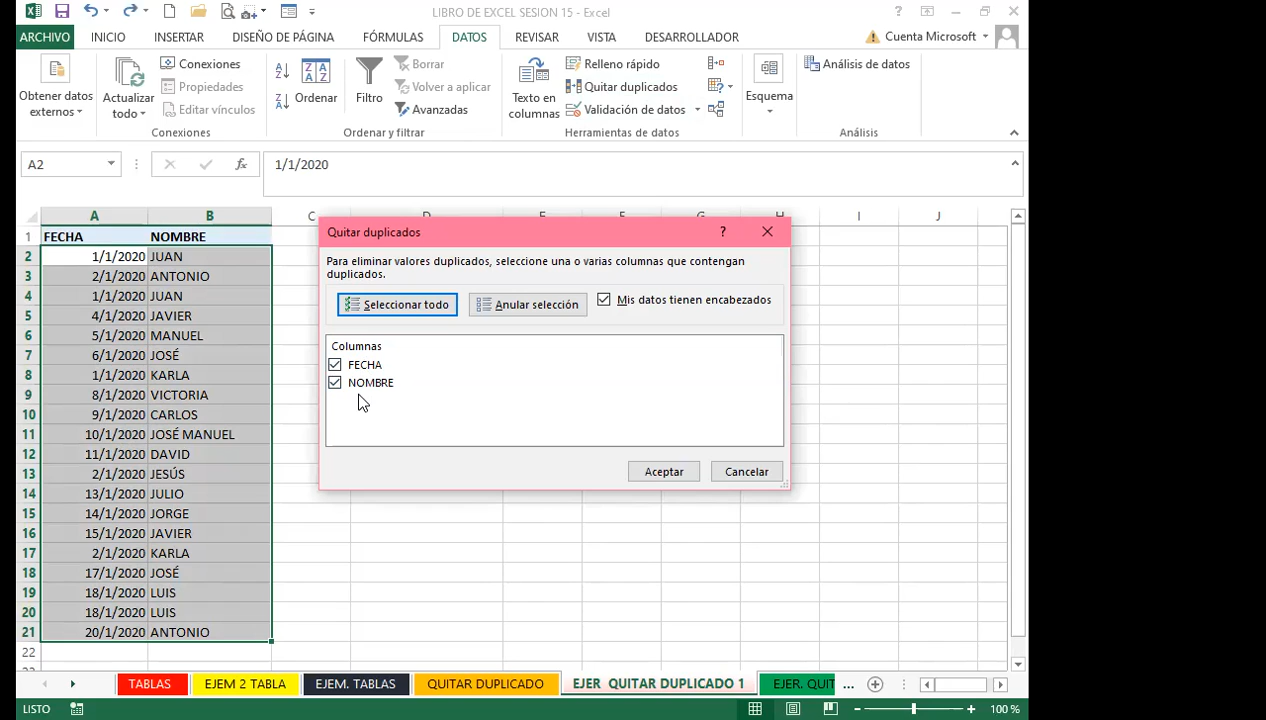 LIBRO DE EXCEL SESION 15 - Excel
ARCHIVO INICIO INSERTAR DISEÑO DE PÁGINA FÓRMULAS DATOS REVISAR VISTA DESARROLLADOR Cuenta Microsoft
Obtener datos externos
Actualizar todo
Conexiones
Propiedades
Editar vínculos
Conexiones
Ordenar
Filtro
Borrar
Volver a aplicar
Avanzadas
Ordenar y filtrar
Texto en columnas
Relleno rápido
Quitar duplicados
Validación de datos
Herramientas de datos
Esquema
Análisis de datos
Análisis
A2 fx 1/1/2020
A B C D E F G H I J
1 FECHA NOMBRE
2 1/1/2020 JUAN
3 2/1/2020 ANTONIO
4 1/1/2020 JUAN
5 4/1/2020 JAVIER
6 5/1/2020 MANUEL
7 6/1/2020 JOSÉ
8 1/1/2020 KARLA
9 8/1/2020 VICTORIA
10 9/1/2020 CARLOS
11 10/1/2020 JOSÉ MANUEL
12 11/1/2020 DAVID
13 2/1/2020 JESÚS
14 13/1/2020 JULIO
15 14/1/2020 JORGE
16 15/1/2020 JAVIER
17 2/1/2020 KARLA
18 17/1/2020 JOSÉ
19 18/1/2020 LUIS
20 18/1/2020 LUIS
21 20/1/2020 ANTONIO
22
Quitar duplicados ?
Para eliminar valores duplicados, seleccione una o varias columnas que contengan
duplicados.
Seleccionar todo Anular selección Mis datos tienen encabezados
Columnas
FECHA
NOMBRE
Aceptar Cancelar
TABLAS EJEM 2 TABLA EJEM. TABLAS QUITAR DUPLICADO EJER QUITAR DUPLICADO 1 EJER. QUIT ...
LISTO 100 %